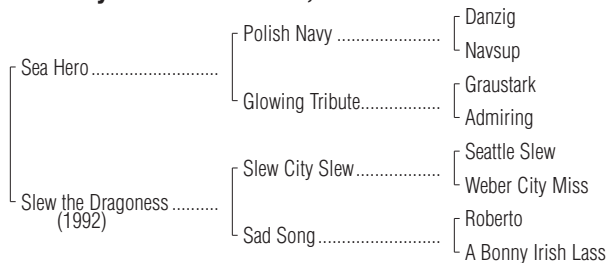 Danzig
Polish Navy ..................
Navsup
Sea Hero ..........................
Graustark
Glowing Tribute.................
Admiring
Seattle Slew
Slew City Slew..................
Weber City Miss
Slew the Dragoness ..........
(1992)
Roberto
Sad Song..........................
A Bonny Irish Lass